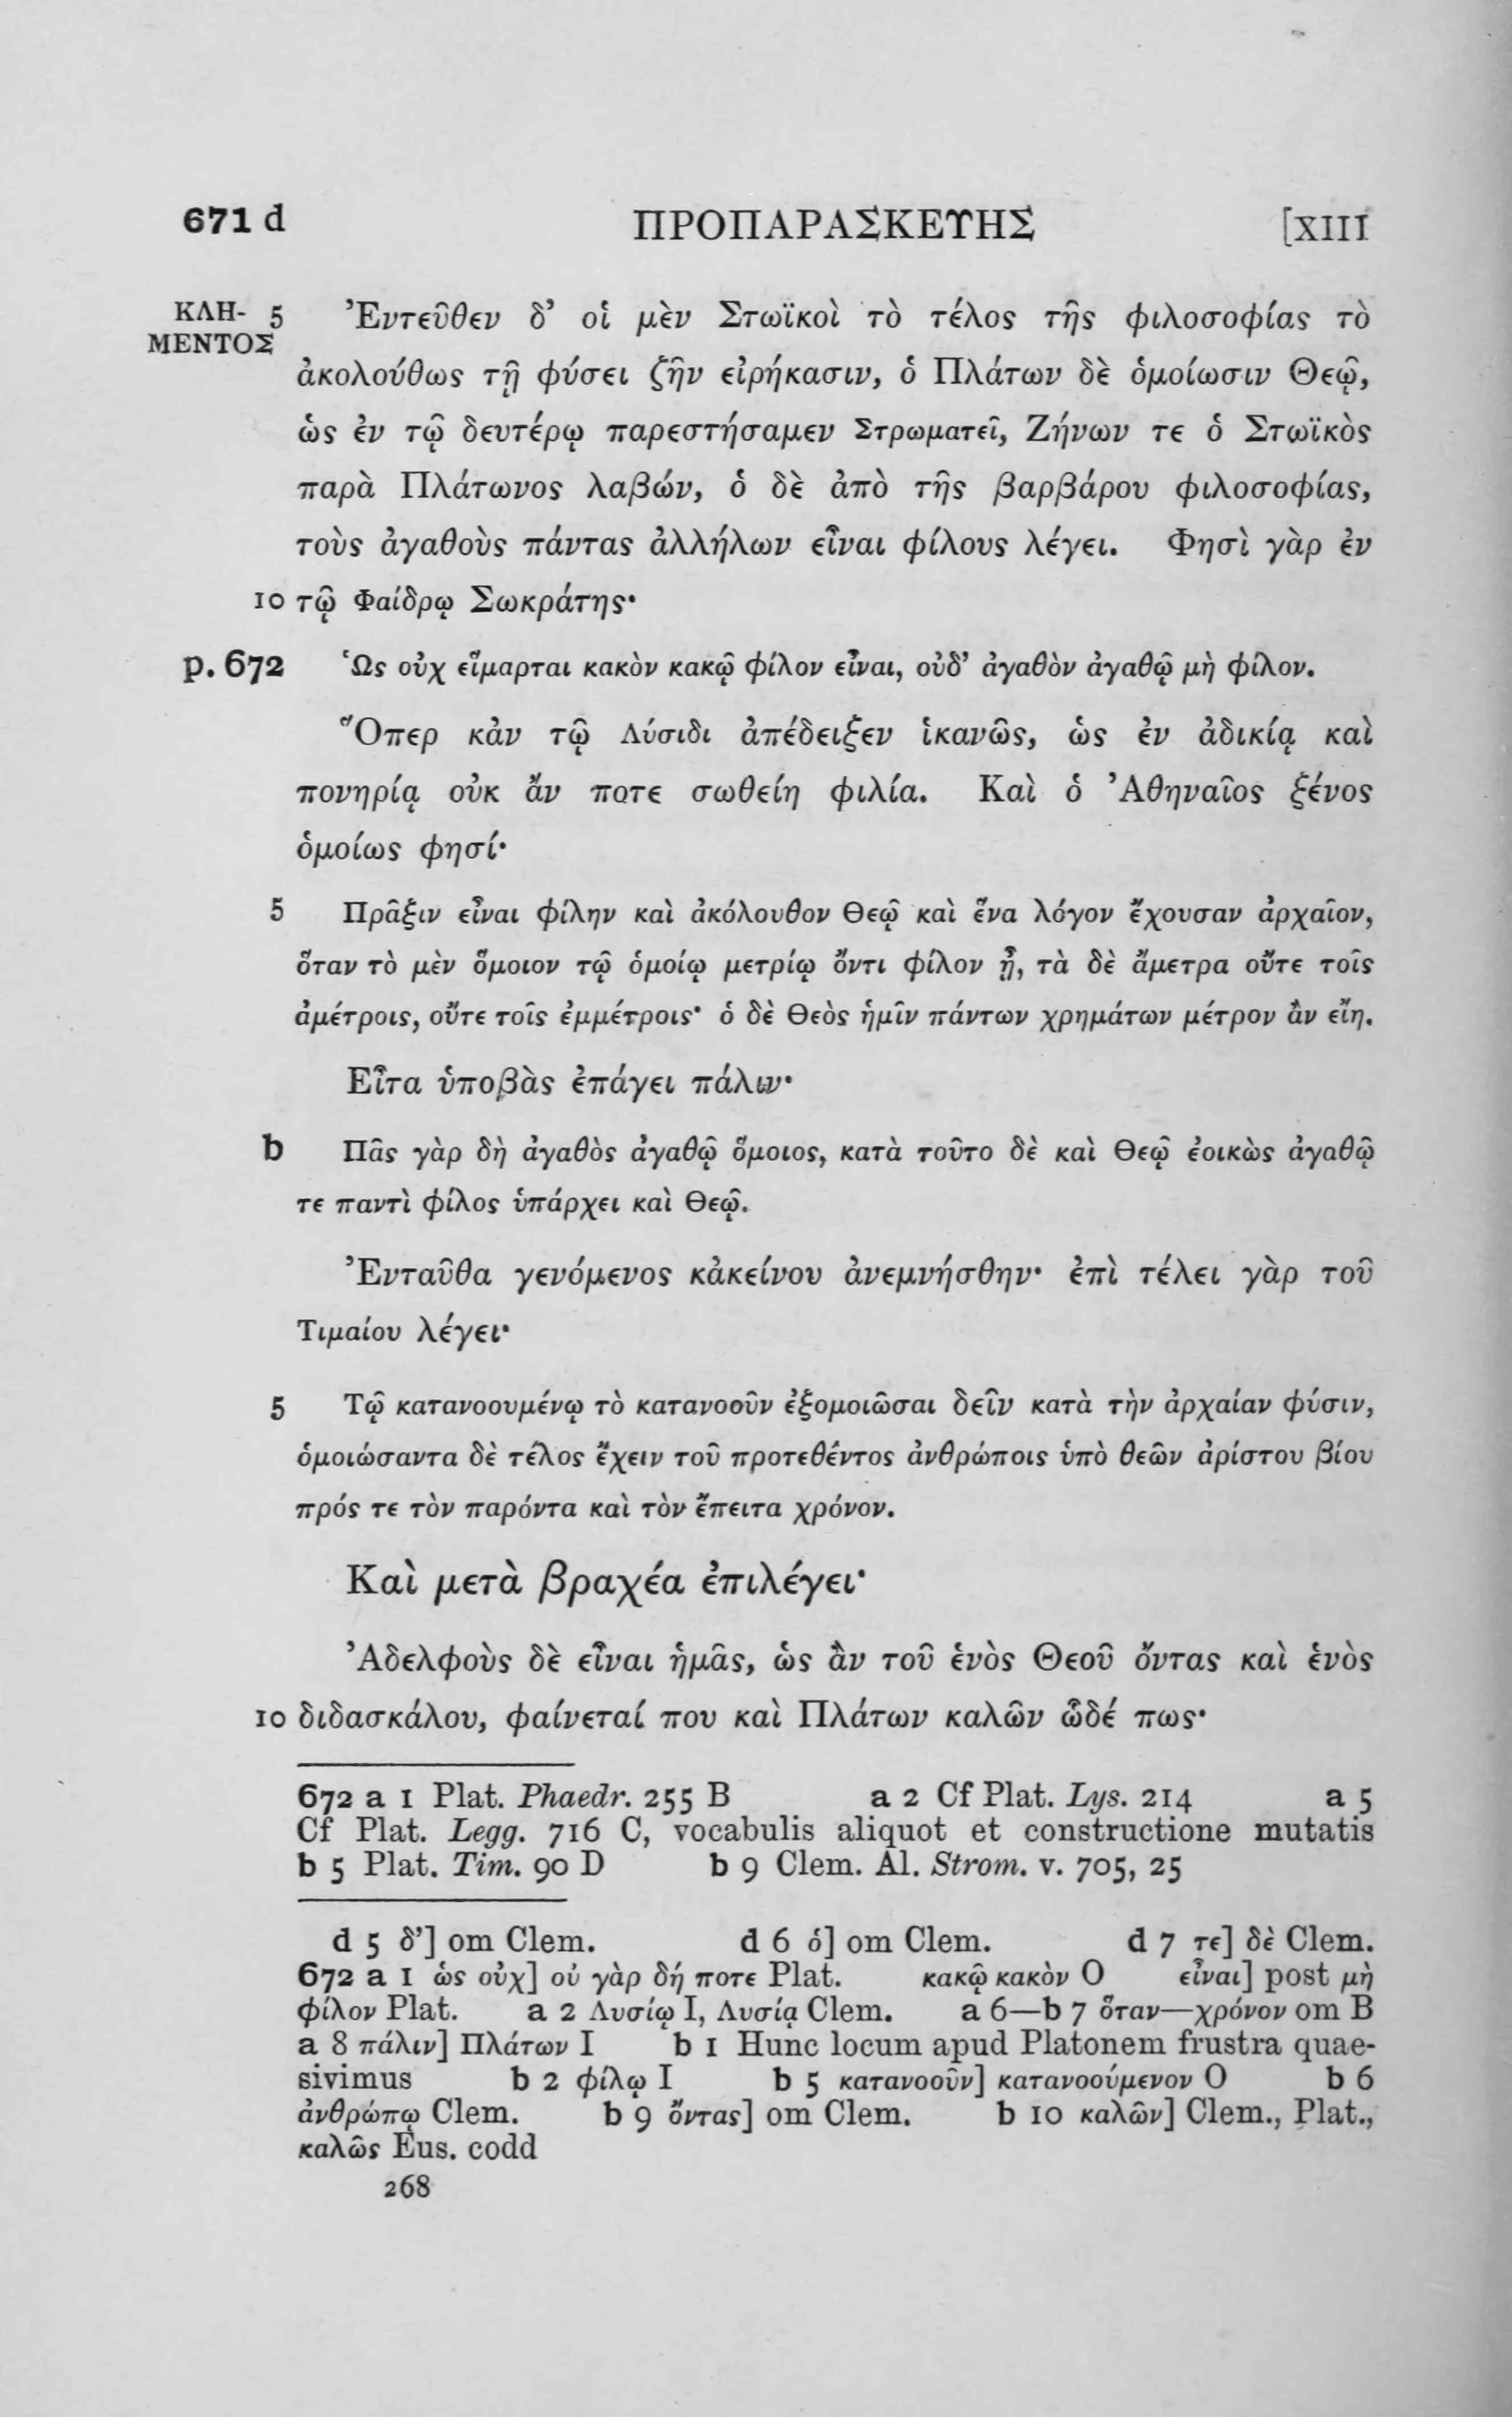 671 d ΠΡΟΠΑΡΑΣΚΕΥΗΣ [XIII
ΚΛΗ- 5 Ἐντεῦθεν δ’ οἱ μὲν Στωϊκοὶ τὸ τέλος τῆς φιλοσοφίας τὸ
ΜΕΝΤΟΣ
ἀκολούθως τῇ φύσει ζῆν εἰρήκασιν, ὁ Πλάτων δὲ ὁμοίωσιν Θεῷ,
ὡς ἐν τῷ δευτέρῳ παρεστήσαμεν Στρωματεῖ, Ζήνων τε ὁ Στωϊκὸς
παρὰ Πλάτωνος λαβών, ὁ δὲ ἀπὸ τῆς βαρβάρου φιλοσοφίας,
τοὺς ἀγαθοὺς πάντας ἀλλήλων εἶναι φίλους λέγει. Φησὶ γὰρ ἐν
10 τῷ Φαίδρῳ Σωκράτης·
p. 672 Ὡς οὐχ εἵμαρται κακὸν κακῷ φίλον εἶναι, οὐδ’ ἀγαθὸν ἀγαθῷ μὴ φίλον.
Ὅπερ κἀν τῷ Λύσιδι ἀπέδειξεν ἱκανῶς, ὡς ἐν ἀδικίᾳ καὶ
πονηρίᾳ οὐκ ἄν ποτε σωθείη φιλία. Καὶ ὁ Ἀθηναῖος ξένος
ὁμοίως φησί·
5 Πρᾶξιν εἶναι φίλην καὶ ἀκόλουθον Θεῷ καὶ ἕνα λόγον ἔχουσαν ἀρχαῖον,
ὅταν τὸ μὲν ὅμοιον τῷ ὁμοίῳ μετρίῳ ὄντι φίλον ᾖ, τὰ δὲ ἄμετρα οὔτε τοῖς
ἀμέτροις, οὔτε τοῖς ἐμμέτροις· ὁ δὲ Θεὸς ἡμῖν πάντων χρημάτων μέτρον ἂν εἴη.
Εἶτα ὑποβὰς ἐπάγει πάλιν·
b Πᾶς γὰρ δὴ ἀγαθὸς ἀγαθῷ ὅμοιος, κατὰ τοῦτο δὲ καὶ Θεῷ ἐοικὼς ἀγαθῷ
τε παντὶ φίλος ὑπάρχει καὶ Θεῷ.
Ἐνταῦθα γενόμενος κἀκείνου ἀνεμνήσθην· ἐπὶ τέλει γὰρ τοῦ
Τιμαίου λέγει·
5 Τῷ κατανοουμένῳ τὸ κατανοοῦν ἐξομοιῶσαι δεῖν κατὰ τὴν ἀρχαίαν φύσιν,
ὁμοιώσαντα δὲ τέλος ἔχειν τοῦ προτεθέντος ἀνθρώποις ὑπὸ θεῶν ἀρίστου βίου
πρός τε τὸν παρόντα καὶ τὸν ἔπειτα χρόνον.
Καὶ μετὰ βραχέα ἐπιλέγει·
Ἀδελφοὺς δὲ εἶναι ἡμᾶς, ὡς ἂν τοῦ ἑνὸς Θεοῦ ὄντας καὶ ἑνὸς
10 διδασκάλου, φαίνεταί που καὶ Πλάτων καλῶν ὧδέ πως·
672 a 1 Plat. Phaedr. 255 B a 2 Cf Plat. Lys. 214 a 5
Cf Plat. Legg. 716 C, vocabulis aliquot et constructione mutatis
b 5 Plat. Tim. 90 D b 9 Clem. Al. Strom. v. 705, 25
d 5 δ’] om Clem. d 6 ὁ] om Clem. d 7 τε] δὲ Clem.
672 a 1 ὡς οὐχ] οὐ γὰρ δή ποτε Plat. κακῷ κακὸν O εἶναι] post μὴ
φίλον Plat. a 2 Λυσίῳ I, Λυσίᾳ Clem. a 6—b 7 ὅταν—χρόνον om B
a 8 πάλιν] Πλάτων I b 1 Hunc locum apud Platonem frustra quae-
sivimus b 2 φίλῳ I b 5 κατανοοῦν] κατανοούμενον O b 6
ἀνθρώπῳ Clem. b 9 ὄντας] om Clem. b 10 καλῶν] Clem., Plat.,
καλῶς Eus. codd
268